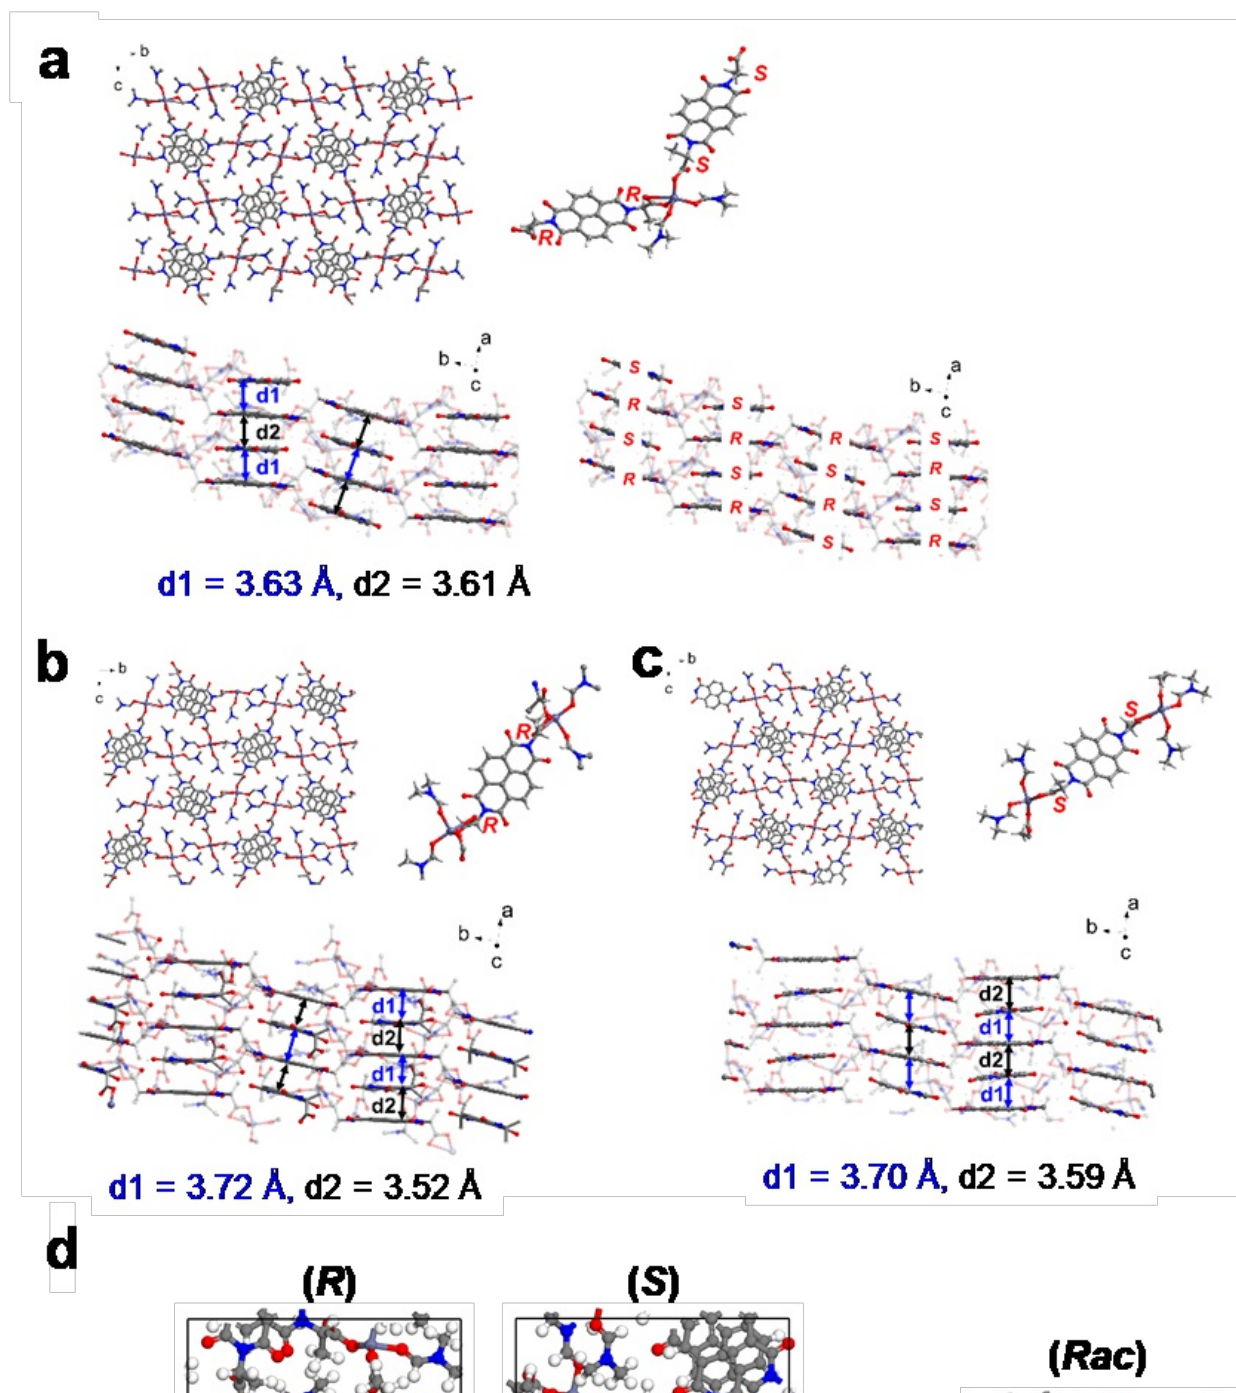 a
b
c
S
S
R
R
a
b
c
d1
d2
d1
a
b
c
S
R
S
S
R
R
S
R
S
R
S
R
S
R
R
S
S
R
R
S
d1 = 3.63 Å, d2 = 3.61 Å
b
b
c
R
R
a
b
c
d1
d2
d1
d2
d1 = 3.72 Å, d2 = 3.52 Å
c
b
c
S
S
a
b
c
d2
d1
d2
d1
d1 = 3.70 Å, d2 = 3.59 Å
d
(R)
(S)
(Rac)